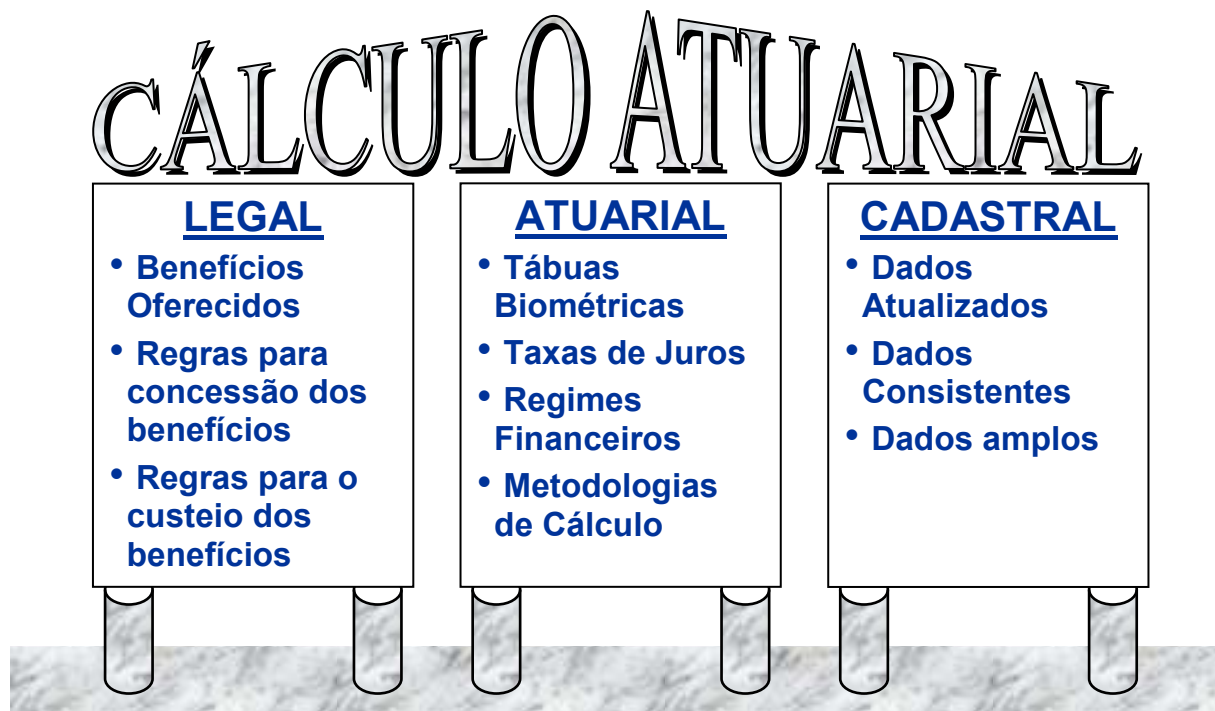 CÁLCULO ATUARIAL
LEGAL
• Benefícios
Oferecidos
• Regras para
concessão dos
benefícios
• Regras para o
custeio dos
benefícios
ATUARIAL
• Tábuas
Biométricas
• Taxas de Juros
• Regimes
Financeiros
• Metodologias
de Cálculo
CADASTRAL
• Dados
Atualizados
• Dados
Consistentes
• Dados amplos